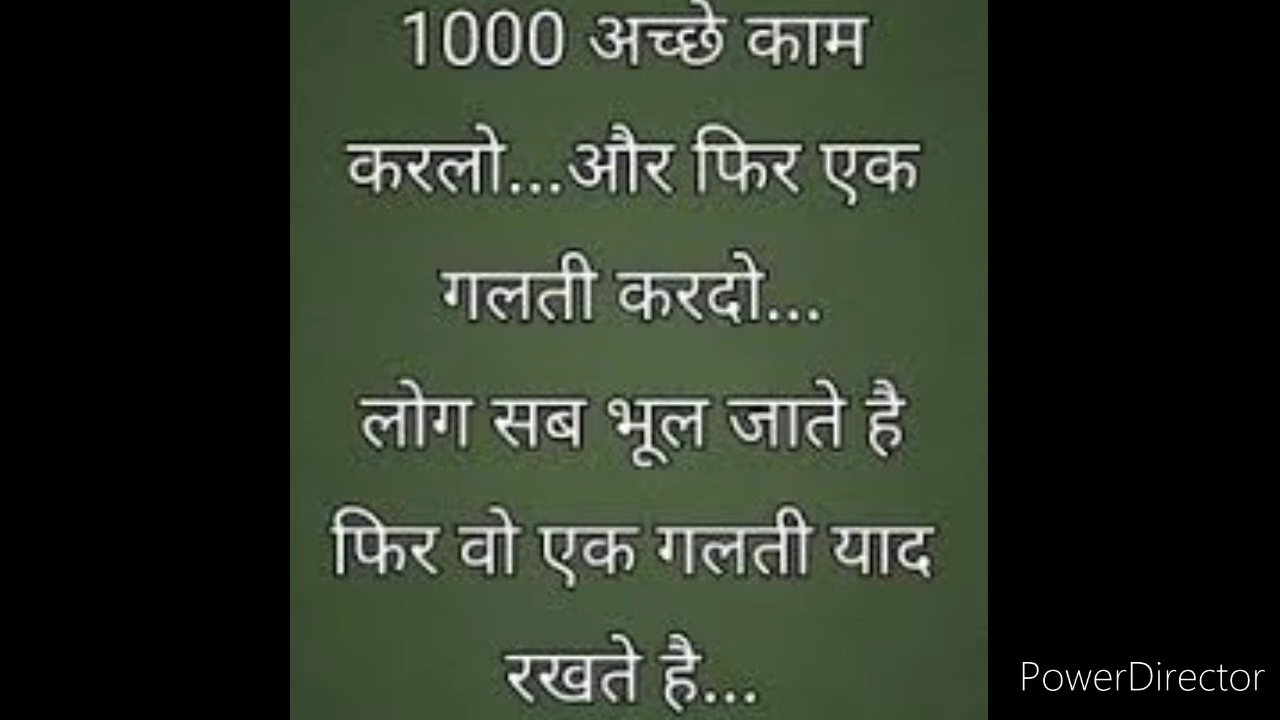 1000 अच्छे काम
करलो...और फिर एक
गलती करदो...
लोग सब भूल जाते है
फिर वो एक गलती याद
रखते है...
PowerDirector